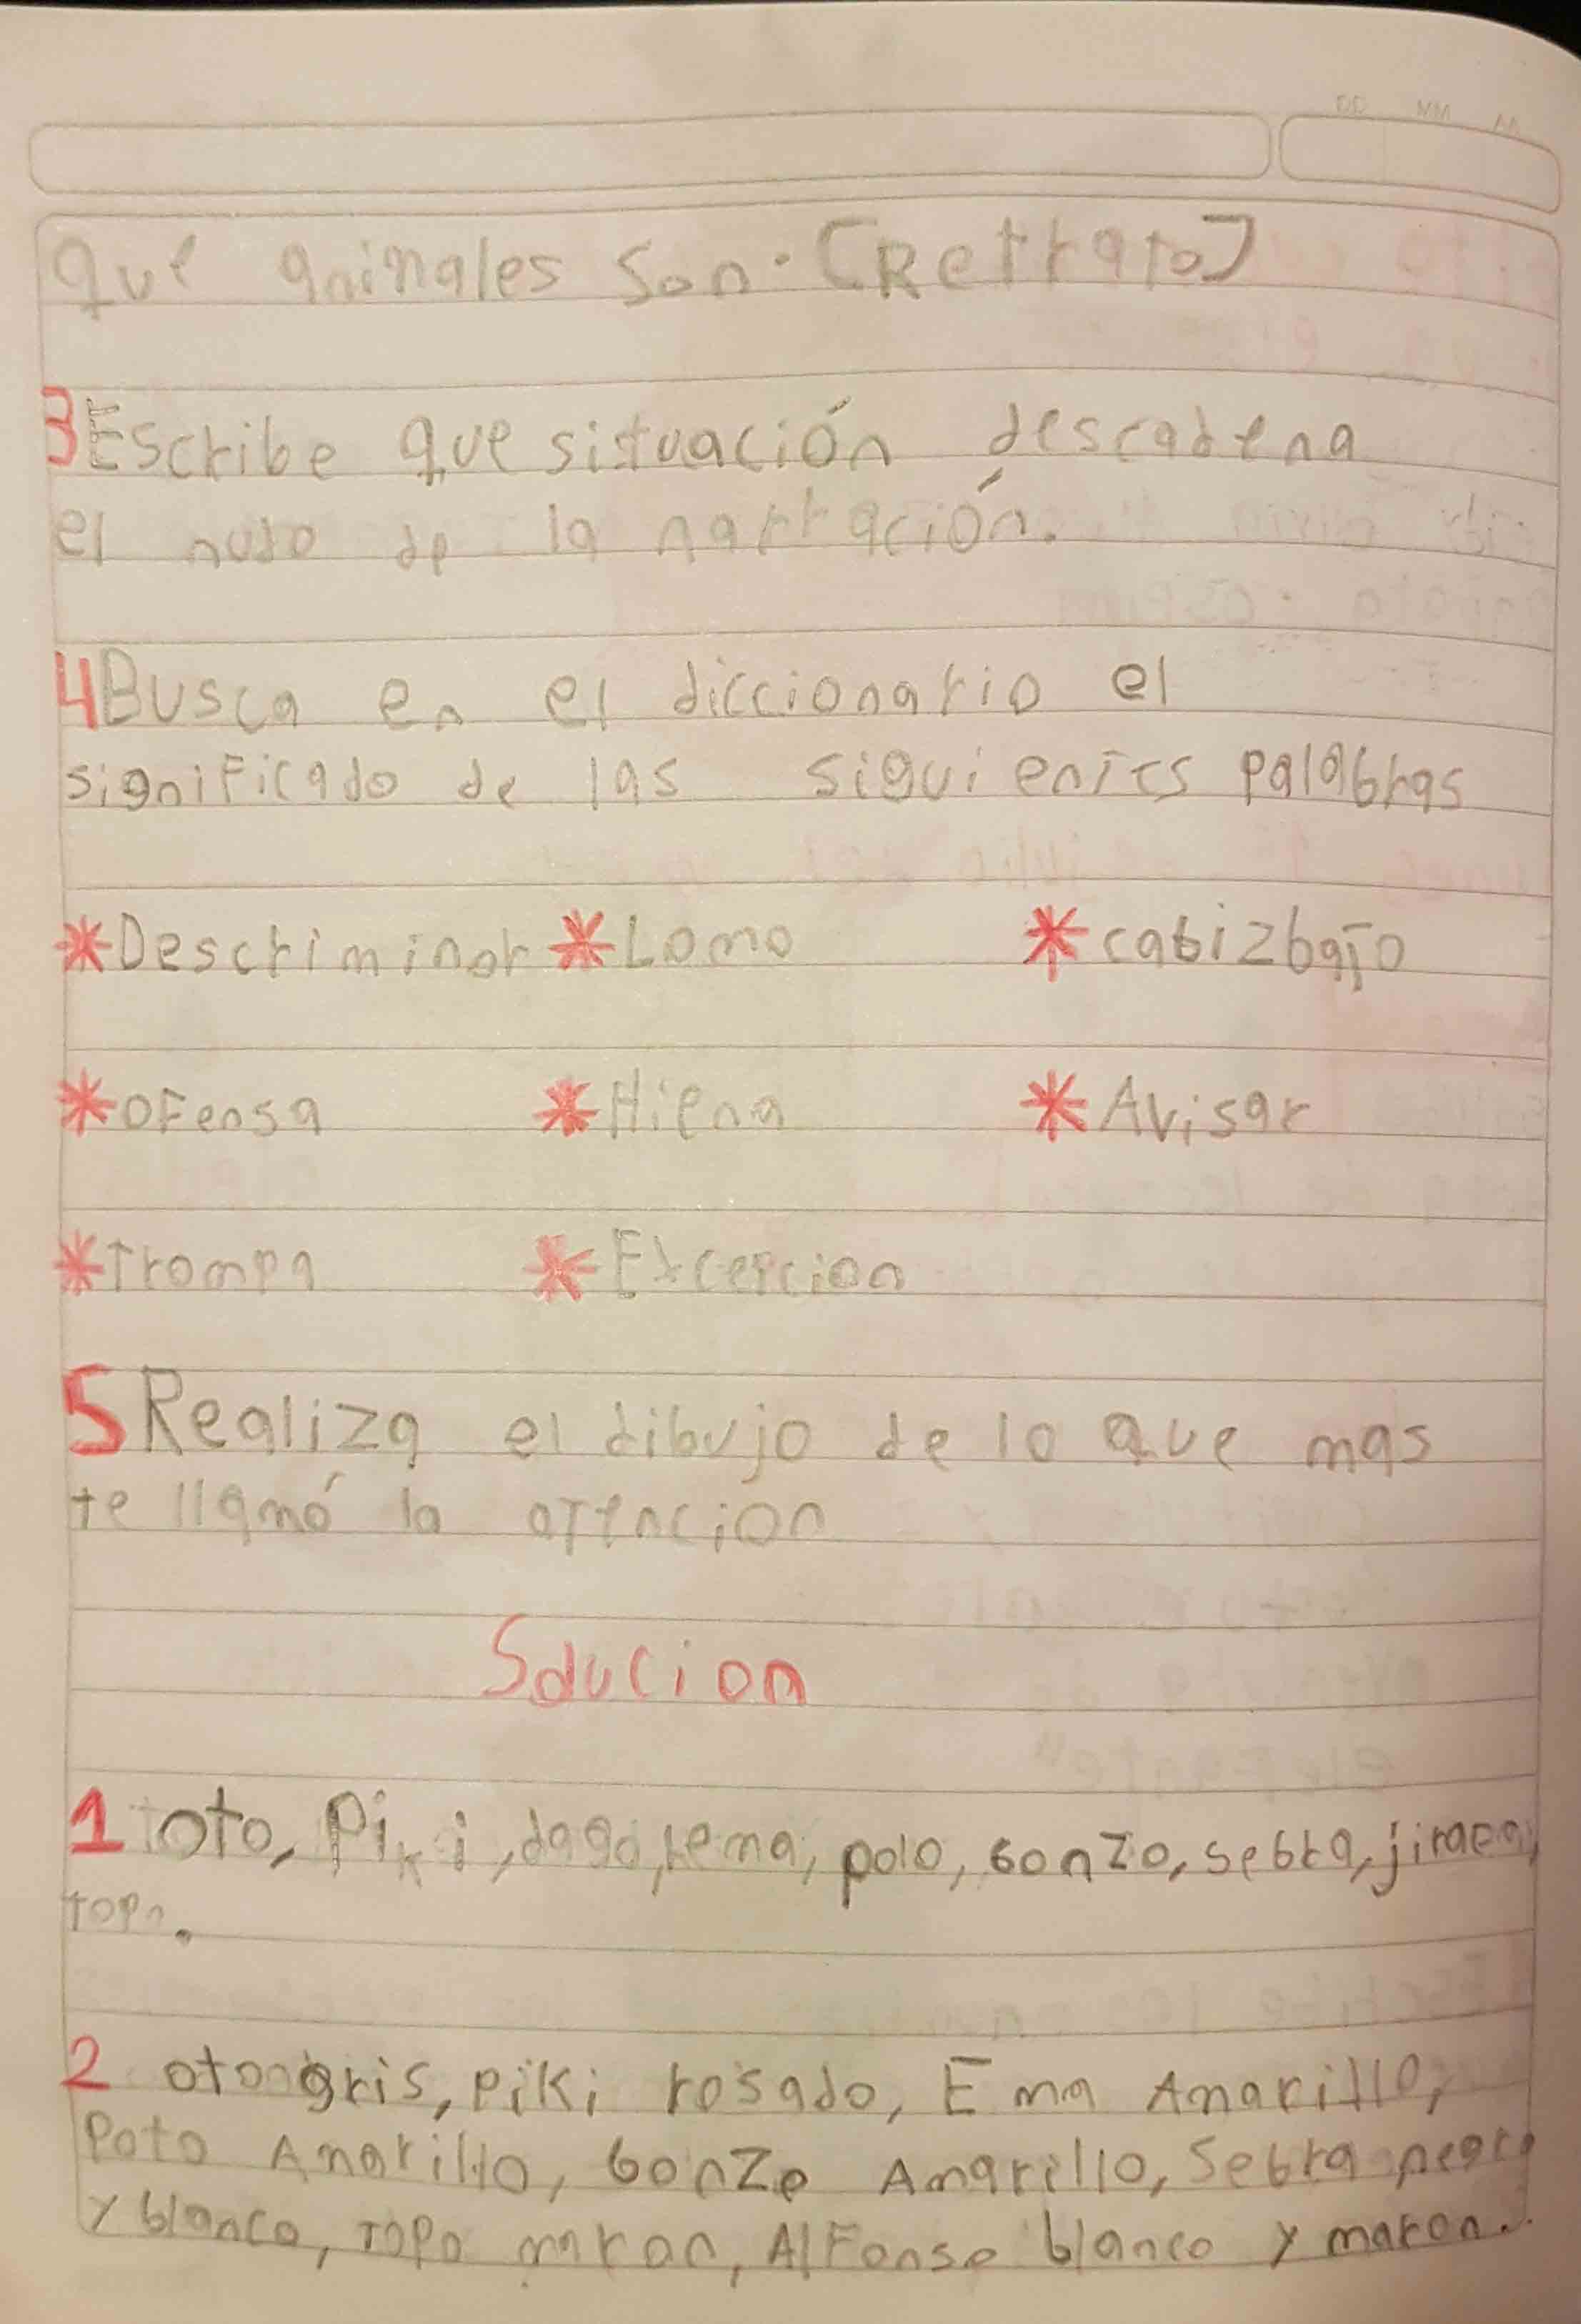 DD MM AA
que animales son. (Retrato)
3 Escribe que situación descadena
el nudo de la narración.
4 Busca en el diccionario el
significado de las siguientes palabras
* Descriminar * Lomo * cabizbajo
* oFensa * Hiena * Avisar
* Trompa * Excepcion
5 Realiza el dibujo de lo que mas
te llamó la atencion
Solucion
1 oto, Piki, dago, ema, polo, Gonzo, sebra, jirafa,
topo.
2 oto gris, piki rosado, Ema Amarillo,
Poto Amarillo, Gonzo Amarillo, Sebra negra
y blanco, Topo maron, AlFonso blanco y maron.